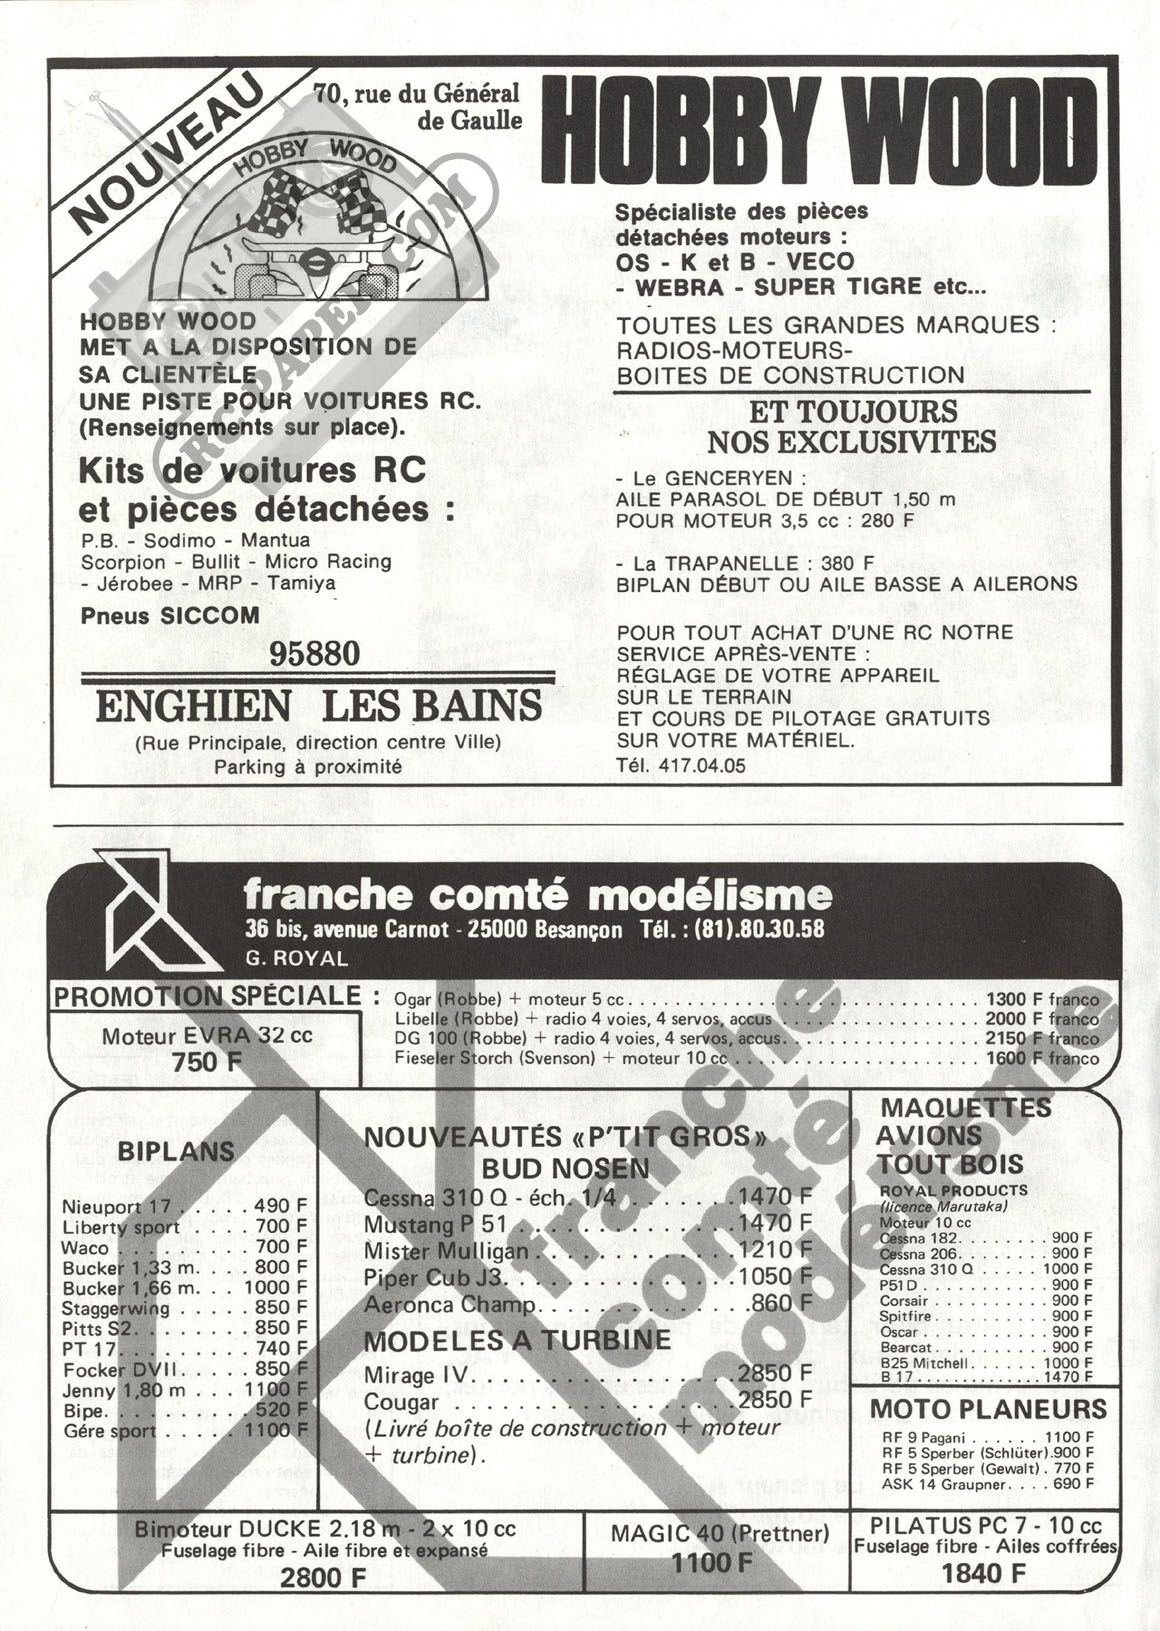 NOUVEAU
70, rue du Général
de Gaulle
HOBBY WOOD
HOBBY WOOD
HOBBY WOOD
MET A LA DISPOSITION DE
SA CLIENTÈLE
UNE PISTE POUR VOITURES RC.
(Renseignements sur place).
Kits de voitures RC
et pièces détachées :
P.B. - Sodimo - Mantua
Scorpion - Bullit - Micro Racing
- Jérobee - MRP - Tamiya
Pneus SICCOM
95880
ENGHIEN LES BAINS
(Rue Principale, direction centre Ville)
Parking à proximité
Spécialiste des pièces
détachées moteurs :
OS - K et B - VECO
- WEBRA - SUPER TIGRE etc...
TOUTES LES GRANDES MARQUES :
RADIOS-MOTEURS-
BOITES DE CONSTRUCTION
ET TOUJOURS
NOS EXCLUSIVITES
- Le GENCERYEN :
AILE PARASOL DE DÉBUT 1,50 m
POUR MOTEUR 3,5 cc : 280 F
- La TRAPANELLE : 380 F
BIPLAN DÉBUT OU AILE BASSE A AILERONS
POUR TOUT ACHAT D'UNE RC NOTRE
SERVICE APRÈS-VENTE :
RÉGLAGE DE VOTRE APPAREIL
SUR LE TERRAIN
ET COURS DE PILOTAGE GRATUITS
SUR VOTRE MATÉRIEL.
Tél. 417.04.05
RC-PAPER.COM
franche comté modélisme
36 bis, avenue Carnot - 25000 Besançon Tél. : (81).80.30.58
G. ROYAL
PROMOTION SPÉCIALE :
Moteur EVRA 32 cc
750 F
Ogar (Robbe) + moteur 5 cc . . . . . . . . . . 1300 F franco
Libelle (Robbe) + radio 4 voies, 4 servos, accus . . . . . . . . . . 2000 F franco
DG 100 (Robbe) + radio 4 voies, 4 servos, accus. . . . . . . . . . 2150 F franco
Fieseler Storch (Svenson) + moteur 10 cc . . . . . . . . . . 1600 F franco
BIPLANS
Nieuport 17 . . . . . 490 F
Liberty sport . . . . 700 F
Waco . . . . . . . . 700 F
Bucker 1,33 m. . . . 800 F
Bucker 1,66 m. . . 1000 F
Staggerwing . . . . . 850 F
Pitts S2. . . . . . . . 850 F
PT 17. . . . . . . . . 740 F
Focker DVII. . . . . 850 F
Jenny 1,80 m . . . 1100 F
Bipe. . . . . . . . . . 520 F
Gére sport . . . . . 1100 F
NOUVEAUTÉS «P'TIT GROS»
BUD NOSEN
Cessna 310 Q - éch. 1/4 . . . . . . . 1470 F
Mustang P 51 . . . . . . . . . . . . 1470 F
Mister Mulligan . . . . . . . . . . . 1210 F
Piper Cub J3. . . . . . . . . . . . . 1050 F
Aeronca Champ. . . . . . . . . . . .860 F
MODELES A TURBINE
Mirage IV. . . . . . . . . . . . . . . 2850 F
Cougar . . . . . . . . . . . . . . . .2850 F
(Livré boîte de construction + moteur
+ turbine).
MAQUETTES
AVIONS
TOUT BOIS
ROYAL PRODUCTS
(licence Marutaka)
Moteur 10 cc
Cessna 182. . . . . . . . . 900 F
Cessna 206. . . . . . . . . 900 F
Cessna 310 Q . . . . . 1000 F
P51 D . . . . . . . . . . . 900 F
Corsair . . . . . . . . . . 900 F
Spitfire . . . . . . . . . . 900 F
Oscar . . . . . . . . . . . 900 F
Bearcat . . . . . . . . . . 900 F
B25 Mitchell. . . . . . . 1000 F
B 17 . . . . . . . . . . . 1470 F
MOTO PLANEURS
RF 9 Pagani . . . . . . 1100 F
RF 5 Sperber (Schlüter).900 F
RF 5 Sperber (Gewalt) . 770 F
ASK 14 Graupner. . . . 690 F
franche
comté
modélisme
Bimoteur DUCKE 2.18 m - 2 x 10 cc
Fuselage fibre - Aile fibre et expansé
2800 F
MAGIC 40 (Prettner)
1100 F
PILATUS PC 7 - 10 cc
Fuselage fibre - Ailes coffrées
1840 F